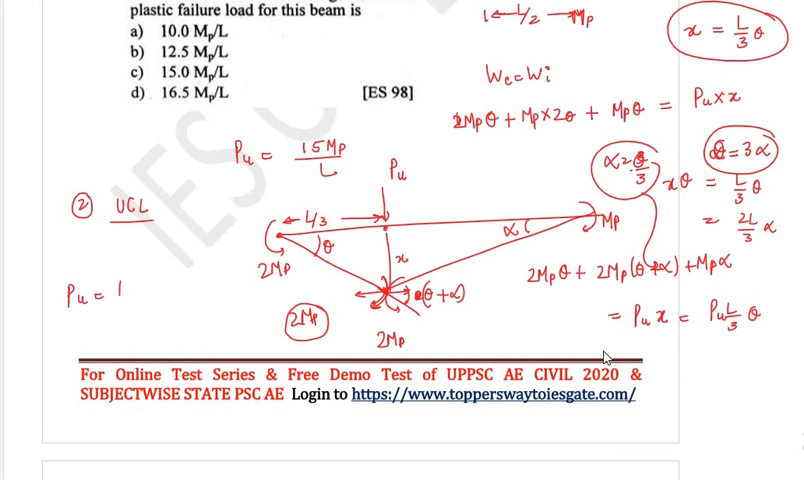 plastic failure load for this beam is
a) 10.0 Mp/L
b) 12.5 Mp/L
c) 15.0 Mp/L
d) 16.5 Mp/L [ES 98]
L/2 Mp
x = L/3 θ
We = Wi
2Mpθ + Mp×2θ + Mpθ = Pu×x
Pu = 15Mp/L
Pu
α = θ/3
θ = 3α
xθ = L/3 θ
= 2L/3 α
② UCL
L/3
θ
α
Mp
x
2Mp
(θ+α)
2Mpθ + 2Mp(θ+α) + Mpα
Pu = 1
2Mp
2Mp
= Pu x = Pu L/3 θ
For Online Test Series & Free Demo Test of UPPSC AE CIVIL 2020 &
SUBJECTWISE STATE PSC AE Login to https://www.topperswaytoiesgate.com/